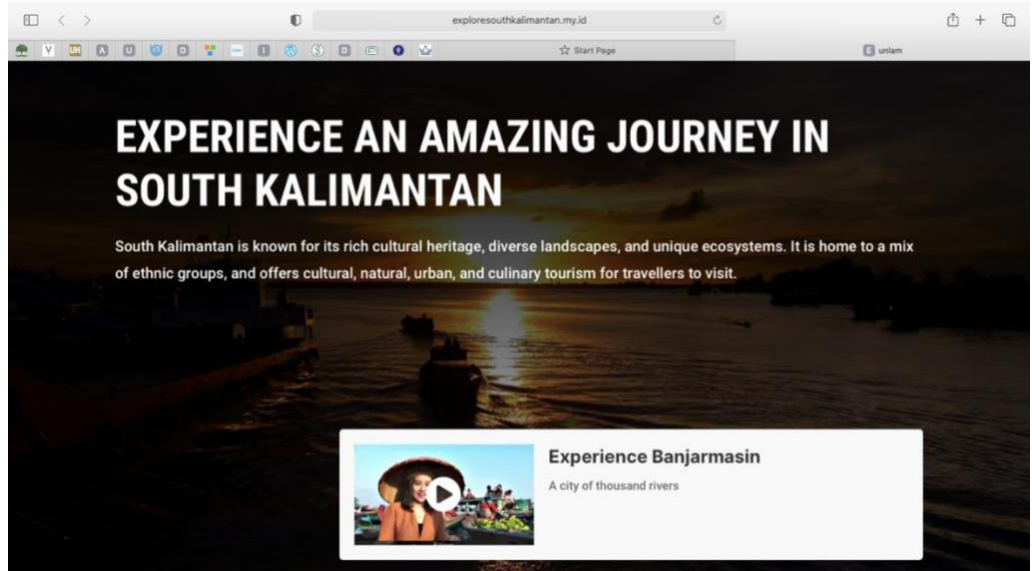 exploresouthkalimantan.my.id
Start Page
unlam
EXPERIENCE AN AMAZING JOURNEY IN
SOUTH KALIMANTAN
South Kalimantan is known for its rich cultural heritage, diverse landscapes, and unique ecosystems. It is home to a mix
of ethnic groups, and offers cultural, natural, urban, and culinary tourism for travellers to visit.
Experience Banjarmasin
A city of thousand rivers